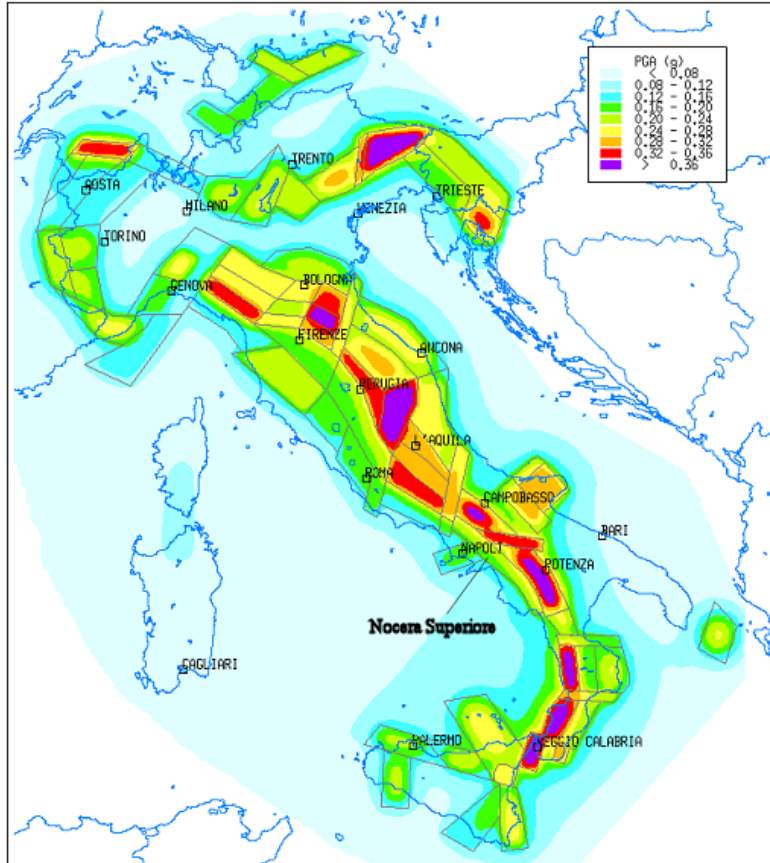 PGA (g)
< 0.08
0.08 - 0.12
0.12 - 0.16
0.16 - 0.20
0.20 - 0.24
0.24 - 0.28
0.28 - 0.32
0.32 - 0.36
> 0.36
TRENTO
AOSTA
TRIESTE
MILANO
VENEZIA
TORINO
BOLOGNA
GENOVA
FIRENZE
ANCONA
PERUGIA
L'AQUILA
ROMA
CAMPOBASSO
BARI
NAPOLI
POTENZA
Nocera Superiore
CAGLIARI
PALERMO
REGGIO CALABRIA